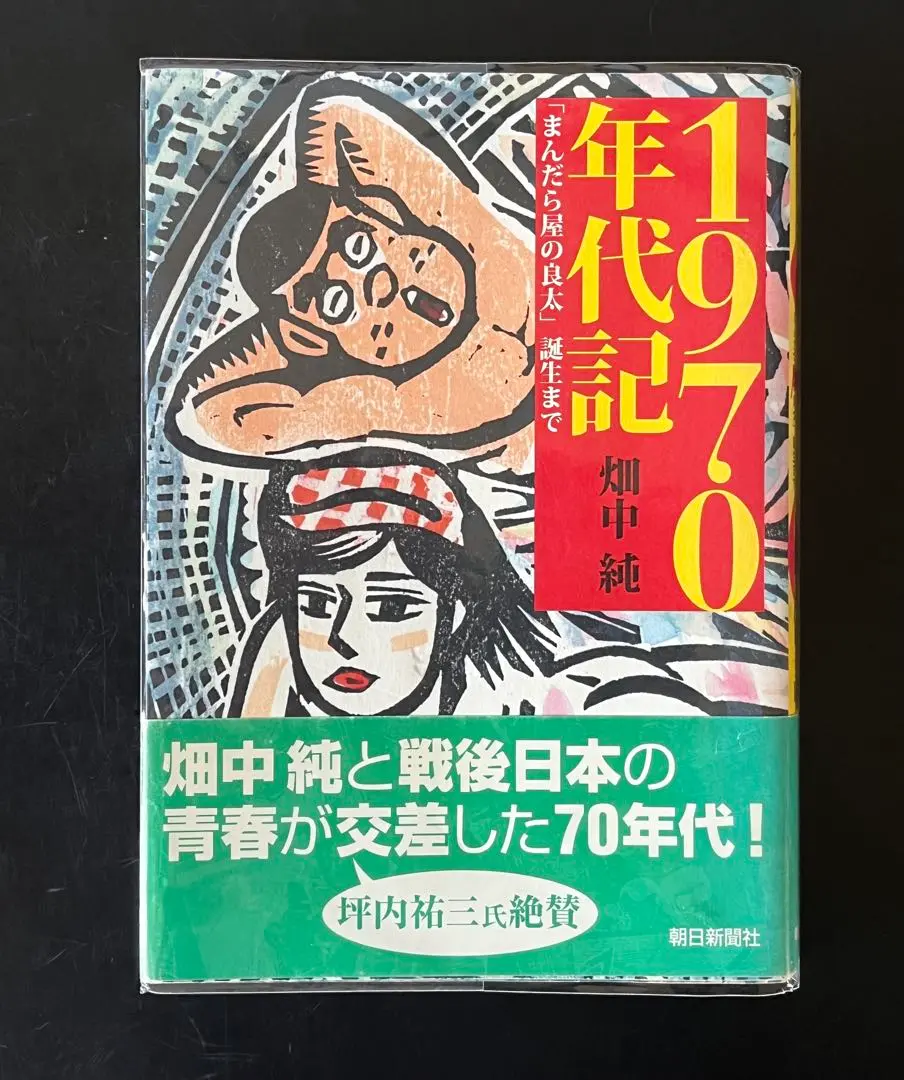 1970
年代記
「まんだら屋の良太」誕生まで
畑中 純
畑中 純と戦後日本の
青春が交差した70年代！
坪内祐三氏絶賛
朝日新聞社